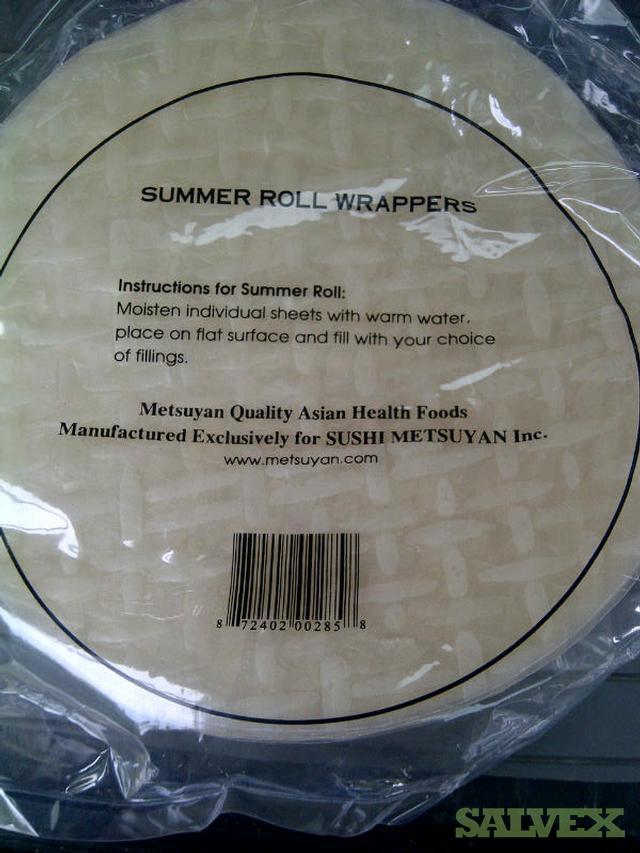 SUMMER ROLL WRAPPERS
Instructions for Summer Roll:
Moisten individual sheets with warm water,
place on flat surface and fill with your choice
of fillings.
Metsuyan Quality Asian Health Foods
Manufactured Exclusively for SUSHI METSUYAN Inc.
www.metsuyan.com
8 72402 00285 8
SALVEX